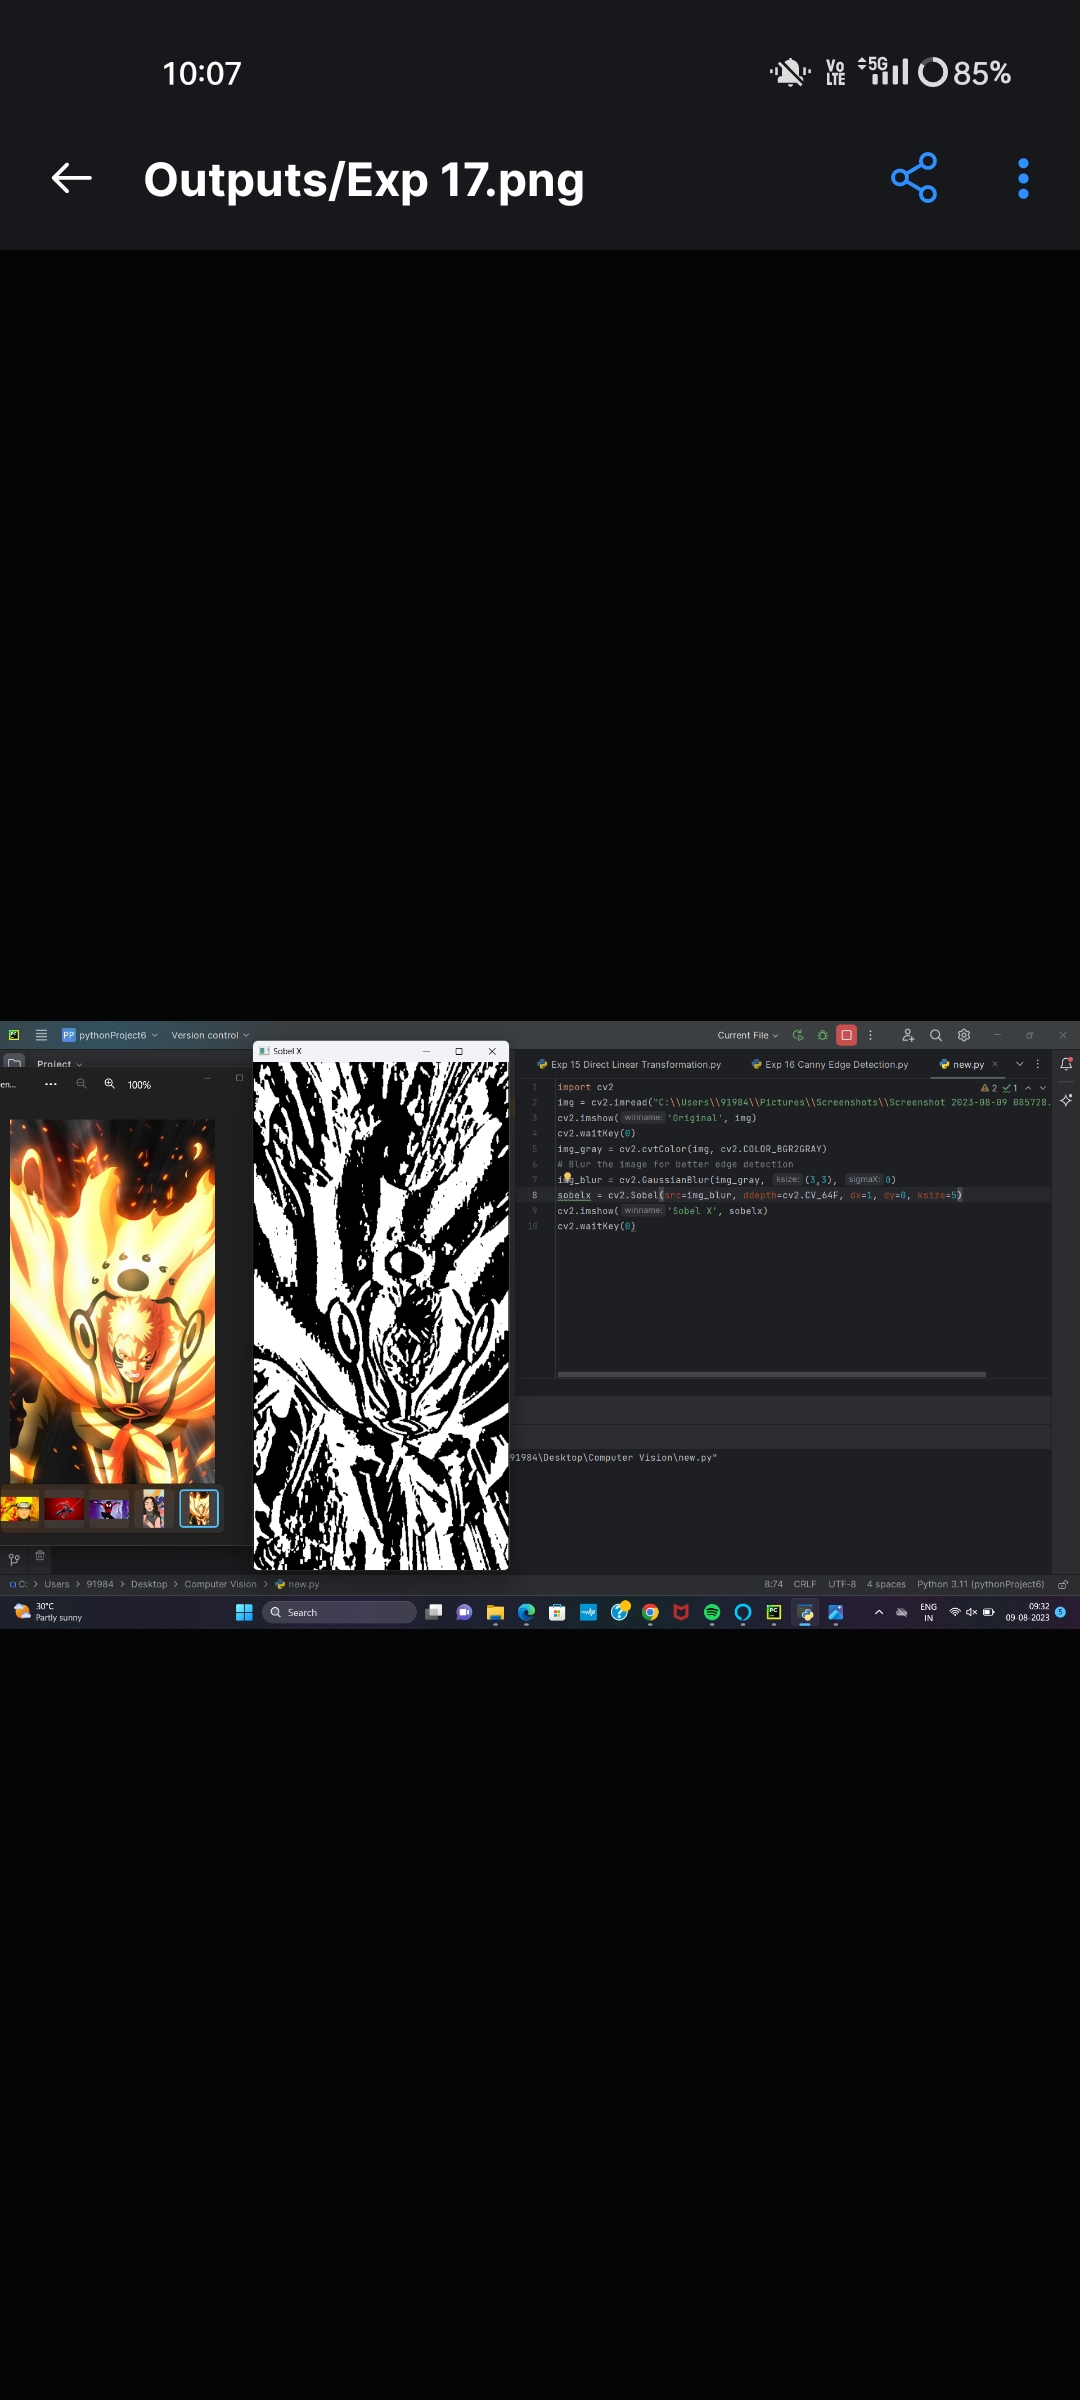 10:07
Vo
LTE
5G
85%
Outputs/Exp 17.png
PP pythonProject6
Version control
Current File
Project
Sobel X
Exp 15 Direct Linear Transformation.py
Exp 16 Canny Edge Detection.py
new.py
en...
100%
2
1
1 import cv2
2 img = cv2.imread("C:\\Users\\91984\\Pictures\\Screenshots\\Screenshot 2023-08-09 085728.
3 cv2.imshow( winname: 'Original', img)
4 cv2.waitKey(0)
5 img_gray = cv2.cvtColor(img, cv2.COLOR_BGR2GRAY)
6 # Blur the image for better edge detection
7 img_blur = cv2.GaussianBlur(img_gray, ksize: (3,3), sigmaX: 0)
8 sobelx = cv2.Sobel(src=img_blur, ddepth=cv2.CV_64F, dx=1, dy=0, ksize=5)
9 cv2.imshow( winname: 'Sobel X', sobelx)
10 cv2.waitKey(0)
91984\Desktop\Computer Vision\new.py"
C: > Users > 91984 > Desktop > Computer Vision > new.py
8:74
CRLF
UTF-8
4 spaces
Python 3.11 (pythonProject6)
30°C
Partly sunny
Search
ENG
IN
09:32
09-08-2023
5